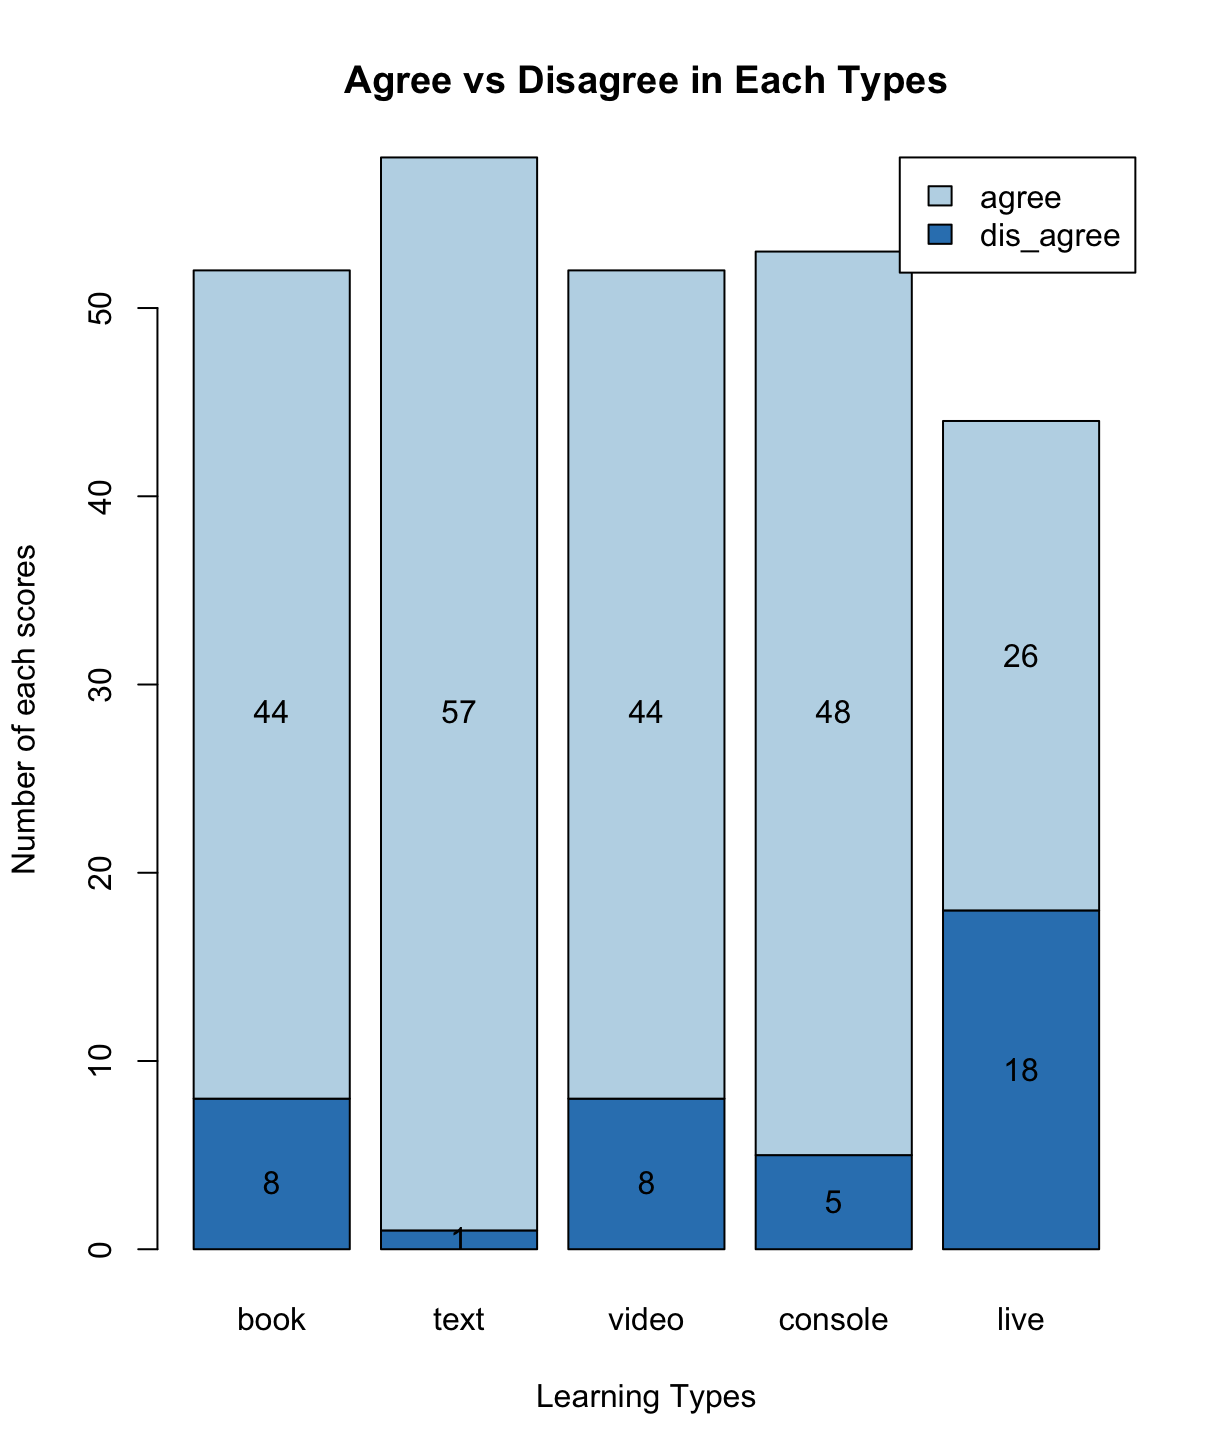 Agree vs Disagree in Each Types
agree
dis_agree
Number of each scores
50
40
30
20
10
0
44
57
44
48
26
8
1
8
5
18
book
text
video
console
live
Learning Types